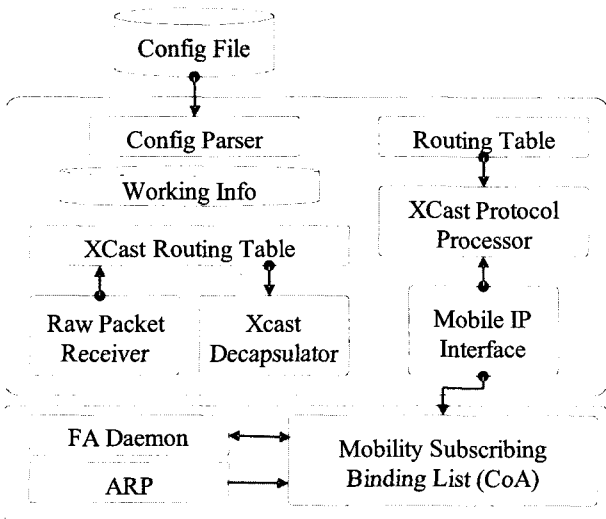 Config File
Config Parser
Routing Table
Working Info
XCast Protocol
Processor
XCast Routing Table
Raw Packet
Receiver
Xcast
Decapsulator
Mobile IP
Interface
FA Daemon
Mobility Subscribing
Binding List (CoA)
ARP